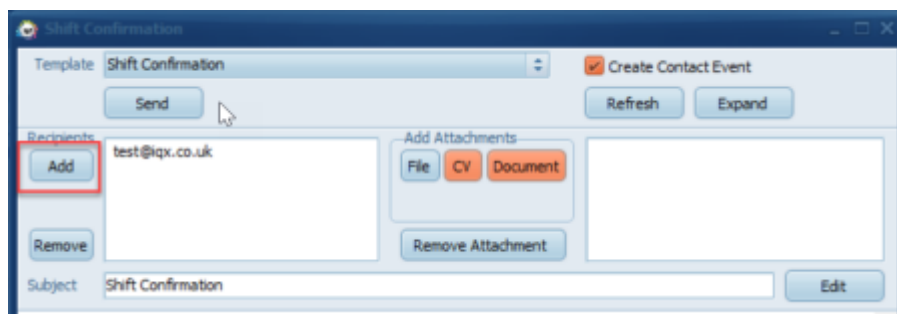 Shift Confirmation
Template Shift Confirmation Create Contact Event
Send Refresh Expand
Recipients Add Attachments
Add test@iqx.co.uk File CV Document
Remove Remove Attachment
Subject Shift Confirmation Edit